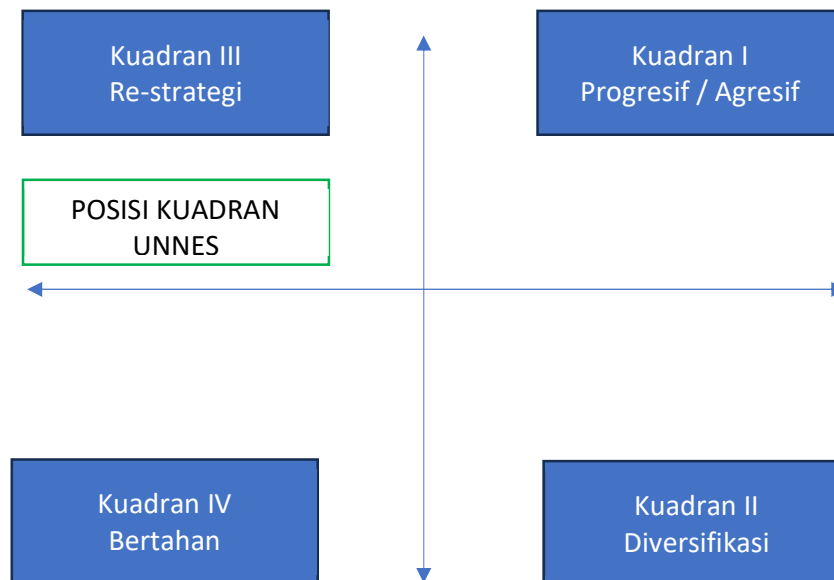 Kuadran III
Re-strategi
Kuadran I
Progresif / Agresif
POSISI KUADRAN
UNNES
Kuadran IV
Bertahan
Kuadran II
Diversifikasi